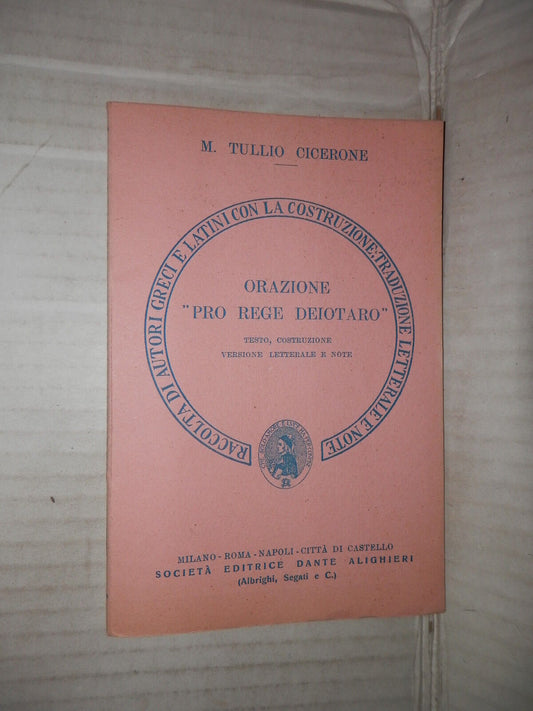 M. TULLIO CICERONE
RACCOLTA DI AUTORI GRECI E LATINI CON LA COSTRUZIONE, TRADUZIONE LETTERALE E NOTE
ORAZIONE
"PRO REGE DEIOTARO"
TESTO, COSTRUZIONE
VERSIONE LETTERALE E NOTE
MILANO - ROMA - NAPOLI - CITTÀ DI CASTELLO
SOCIETÀ EDITRICE DANTE ALIGHIERI
(Albrighi, Segati e C.)